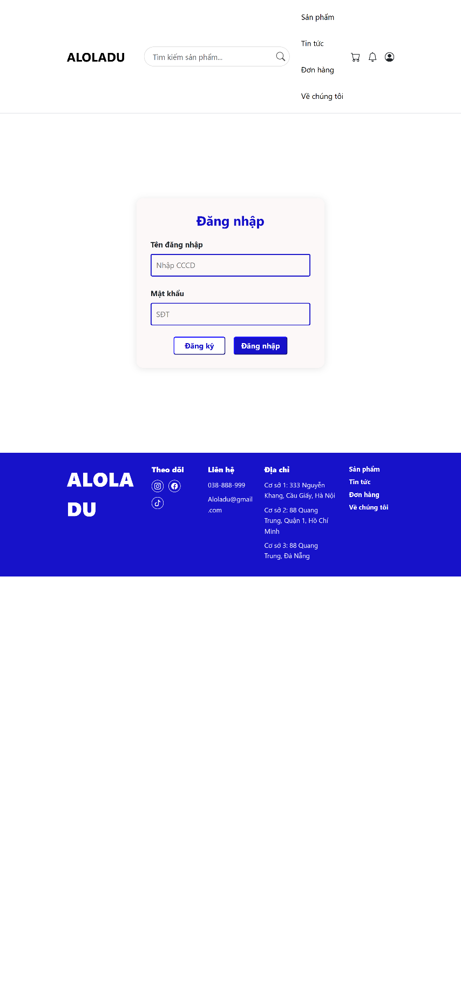 ALOLADU
Tìm kiếm sản phẩm...
Sản phẩm
Tin tức
Đơn hàng
Về chúng tôi
Đăng nhập
Tên đăng nhập
Nhập CCCD
Mật khẩu
SĐT
Đăng ký
Đăng nhập
ALOLA
DU
Theo dõi
Liên hệ
038-888-999
Aloladu@gmail
.com
Địa chỉ
Cơ sở 1: 333 Nguyễn
Khang, Cầu Giấy, Hà Nội
Cơ sở 2: 88 Quang
Trung, Quận 1, Hồ Chí
Minh
Cơ sở 3: 88 Quang
Trung, Đà Nẵng
Sản phẩm
Tin tức
Đơn hàng
Về chúng tôi